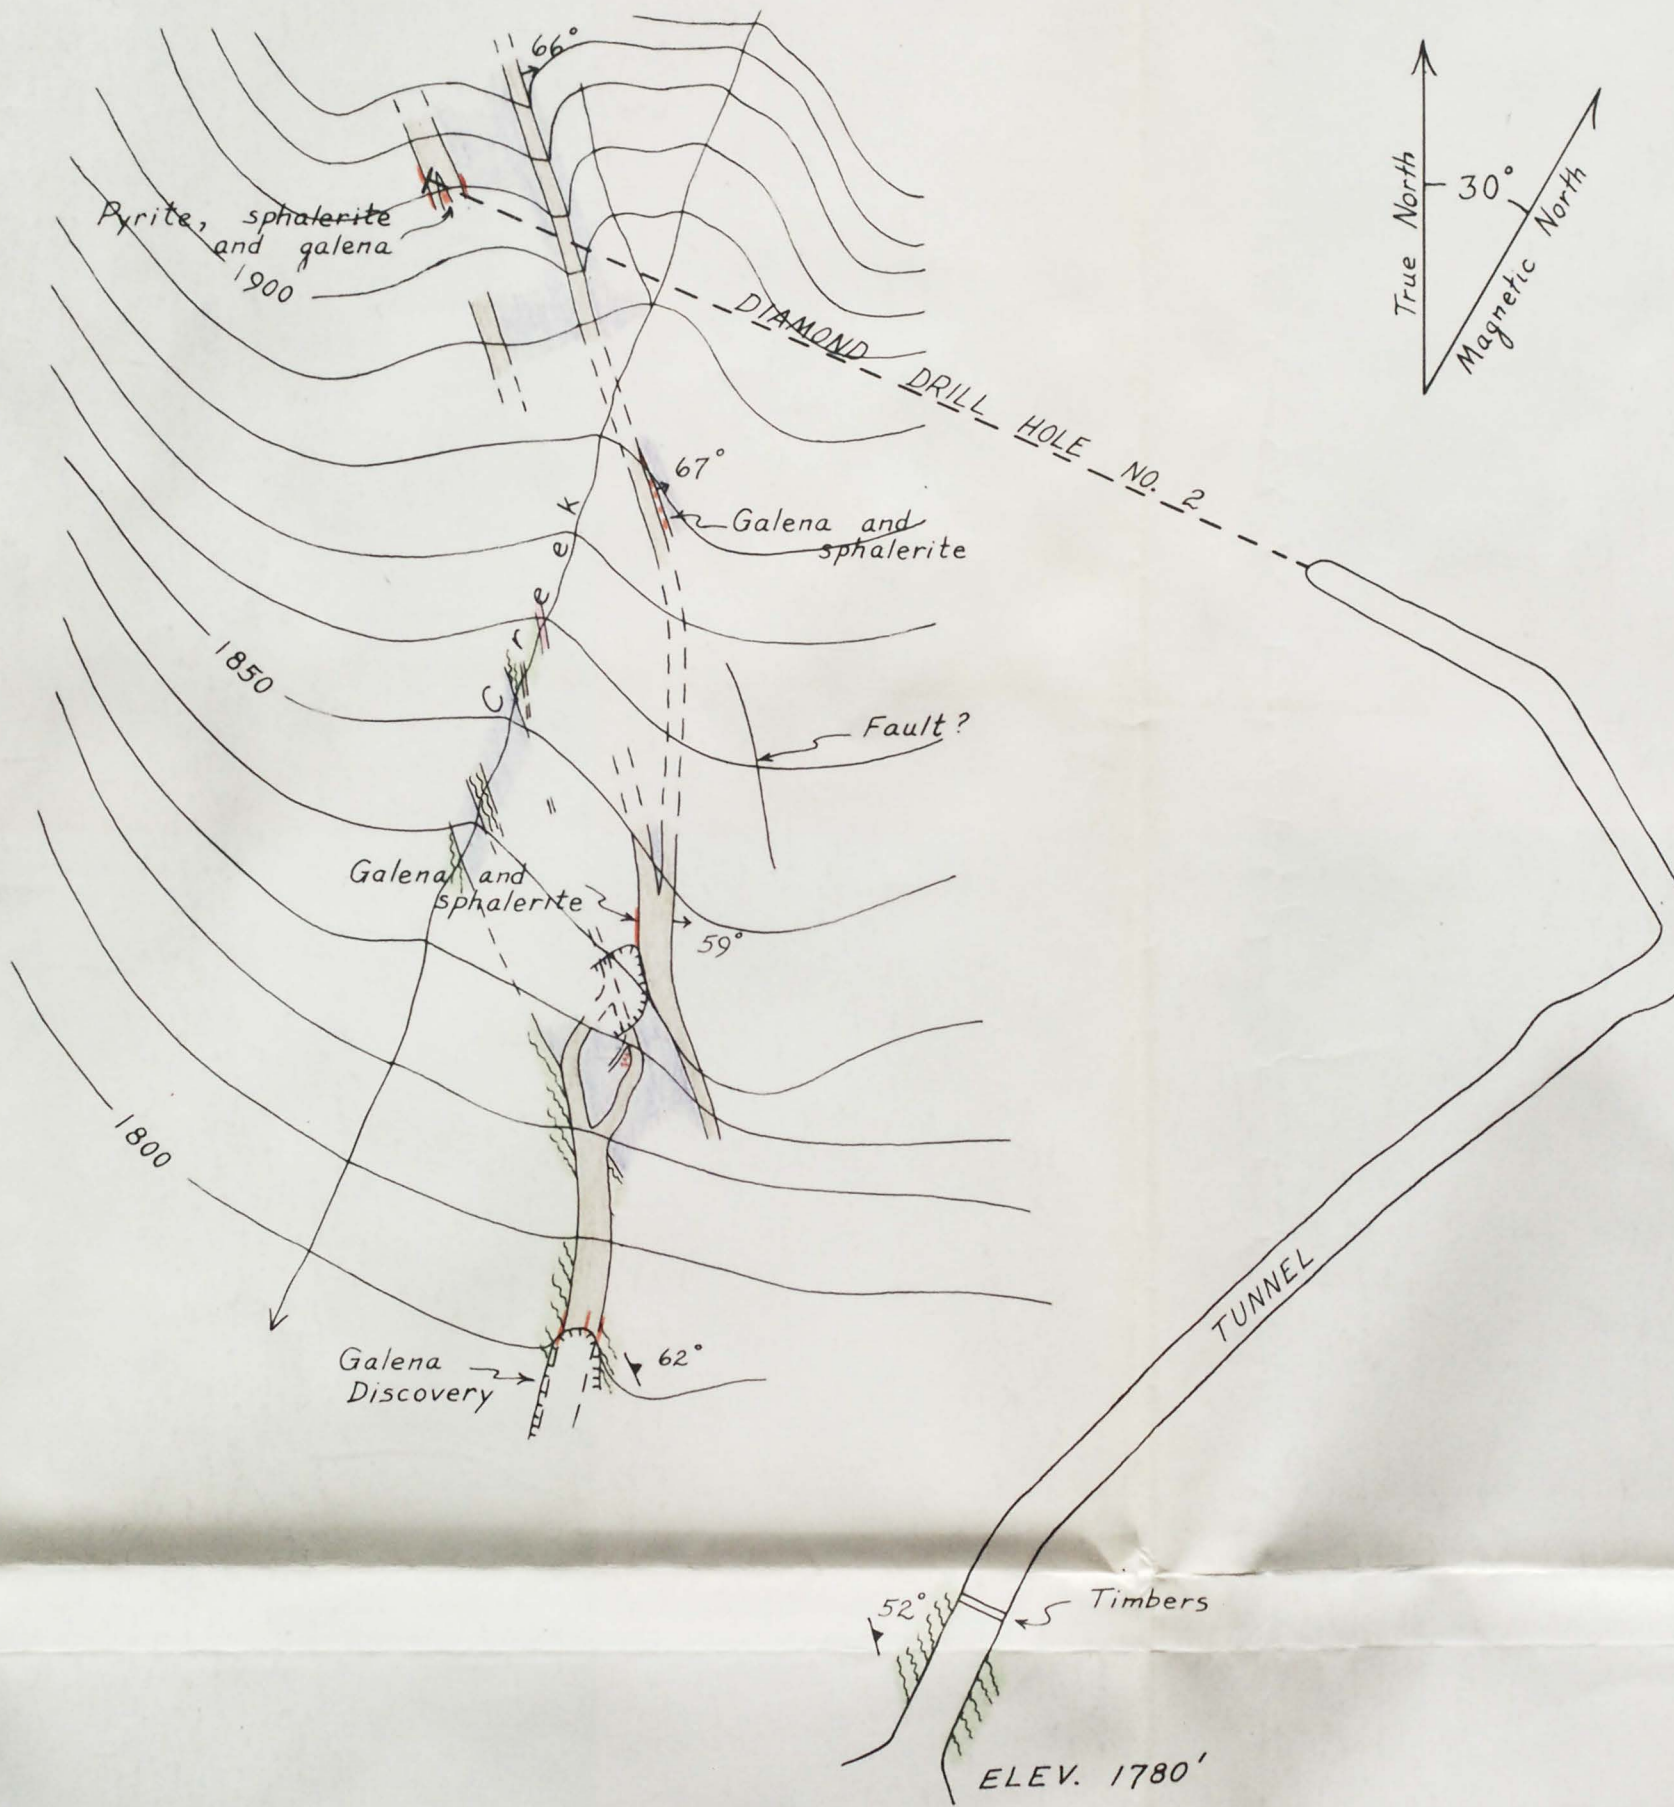 66°
True North
30°
Magnetic North
Pyrite, sphalerite
and galena
1900
DIAMOND DRILL HOLE NO. 2
67°
Galena and
sphalerite
Creek
1850
Fault?
Galena and
sphalerite
59°
1800
TUNNEL
Galena
Discovery
62°
52°
Timbers
ELEV. 1780'